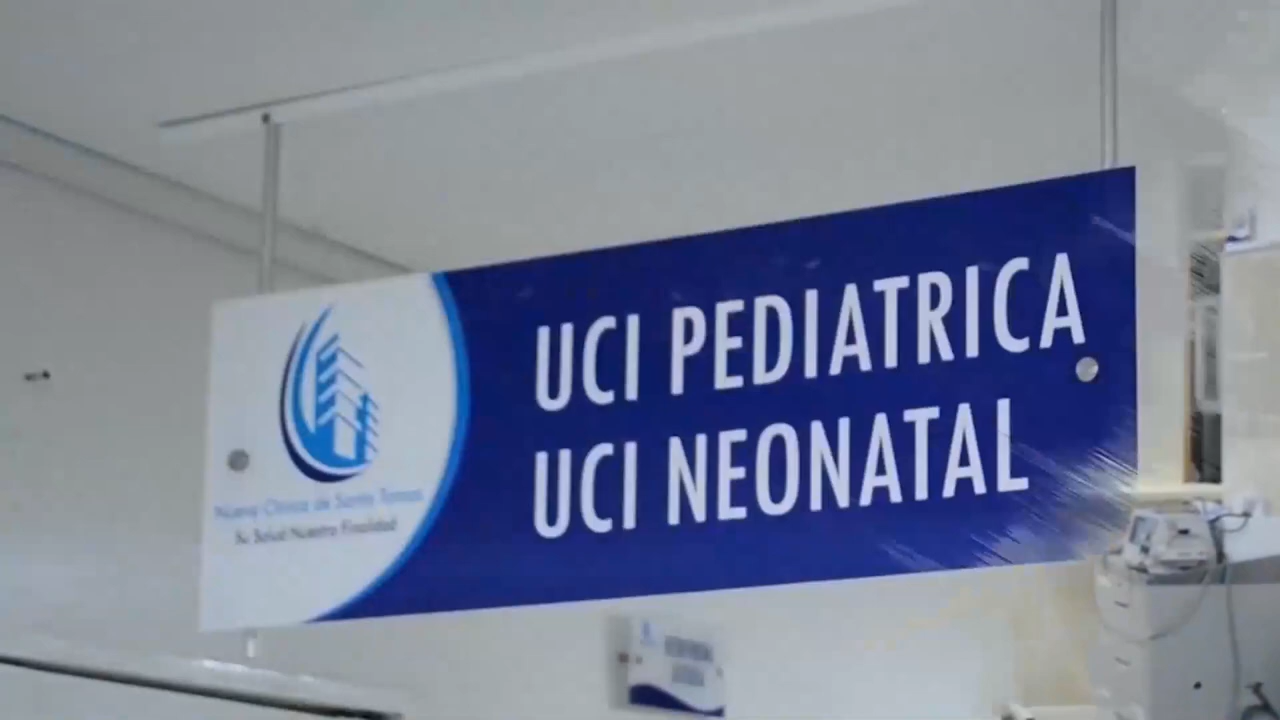 UCI PEDIATRICA
UCI NEONATAL
Nueva Clínica de Santo Tomas
Su Salud Nuestra Finalidad